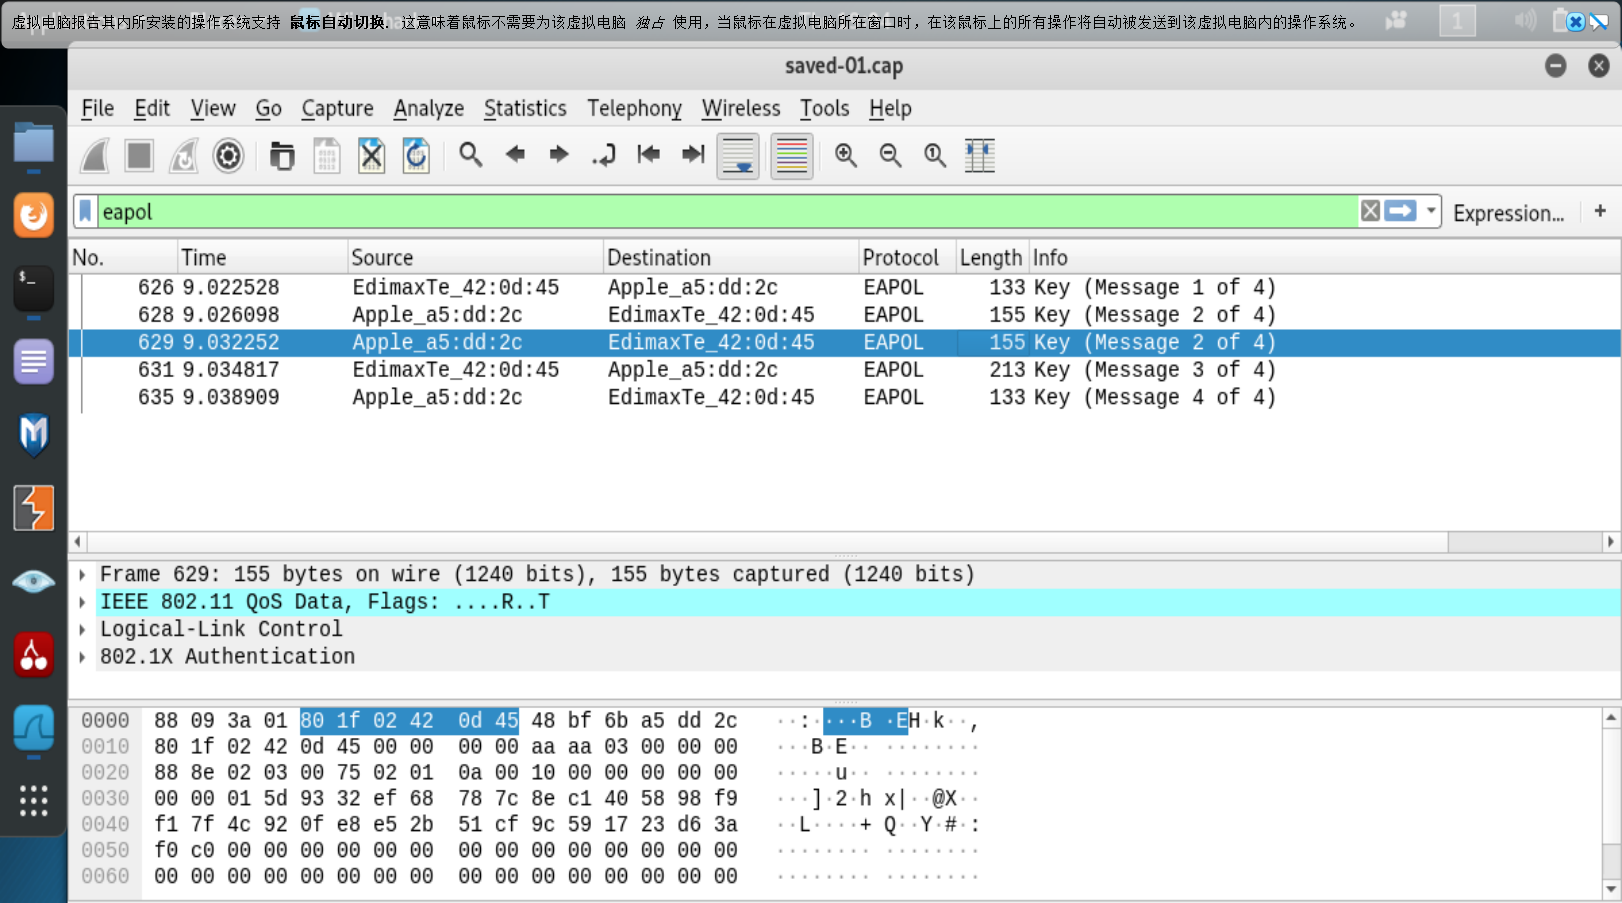 虚拟电脑报告其内所安装的操作系统支持 鼠标自动切换. 这意味着鼠标不需要为该虚拟电脑 独占 使用，当鼠标在虚拟电脑所在窗口时，在该鼠标上的所有操作将自动被发送到该虚拟电脑内的操作系统。
1
saved-01.cap
File Edit View Go Capture Analyze Statistics Telephony Wireless Tools Help
eapol Expression... +
No. Time Source Destination Protocol Length Info
626 9.022528 EdimaxTe_42:0d:45 Apple_a5:dd:2c EAPOL 133 Key (Message 1 of 4)
628 9.026098 Apple_a5:dd:2c EdimaxTe_42:0d:45 EAPOL 155 Key (Message 2 of 4)
629 9.032252 Apple_a5:dd:2c EdimaxTe_42:0d:45 EAPOL 155 Key (Message 2 of 4)
631 9.034817 EdimaxTe_42:0d:45 Apple_a5:dd:2c EAPOL 213 Key (Message 3 of 4)
635 9.038909 Apple_a5:dd:2c EdimaxTe_42:0d:45 EAPOL 133 Key (Message 4 of 4)
Frame 629: 155 bytes on wire (1240 bits), 155 bytes captured (1240 bits)
IEEE 802.11 QoS Data, Flags: ....R..T
Logical-Link Control
802.1X Authentication
0000 88 09 3a 01 80 1f 02 42 0d 45 48 bf 6b a5 dd 2c ··:····B ·EH·k··,
0010 80 1f 02 42 0d 45 00 00 00 00 aa aa 03 00 00 00 ···B·E·· ········
0020 88 8e 02 03 00 75 02 01 0a 00 10 00 00 00 00 00 ·····u·· ········
0030 00 00 01 5d 93 32 ef 68 78 7c 8e c1 40 58 98 f9 ···]·2·h x|··@X··
0040 f1 7f 4c 92 0f e8 e5 2b 51 cf 9c 59 17 23 d6 3a ··L····+ Q··Y·#·:
0050 f0 c0 00 00 00 00 00 00 00 00 00 00 00 00 00 00 ········ ········
0060 00 00 00 00 00 00 00 00 00 00 00 00 00 00 00 00 ········ ········